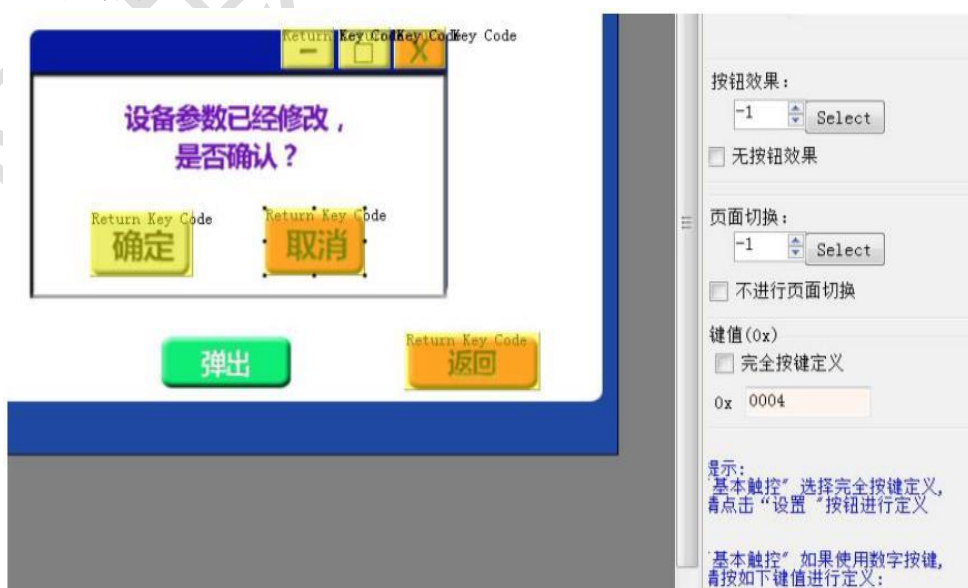 Return Key Code Key Code Key Code
X
设备参数已经修改，
是否确认？
Return Key Code
Return Key Code
确定
取消
Return Key Code
弹出
返回
按钮效果：
-1
Select
无按钮效果
页面切换：
-1
Select
不进行页面切换
键值(0x)
完全按键定义
0x 0004
提示:
"基本触控" 选择完全按键定义,
请点击“设置 "按钮进行定义
"基本触控" 如果使用数字按键,
请按如下键值进行定义: